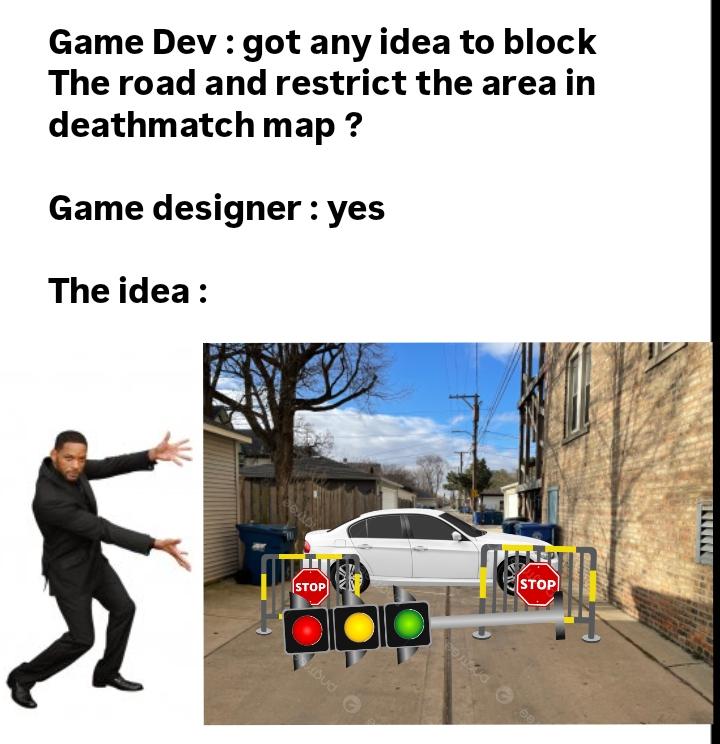 Game Dev : got any idea to block
The road and restrict the area in
deathmatch map ?
Game designer : yes
The idea :
STOP
STOP